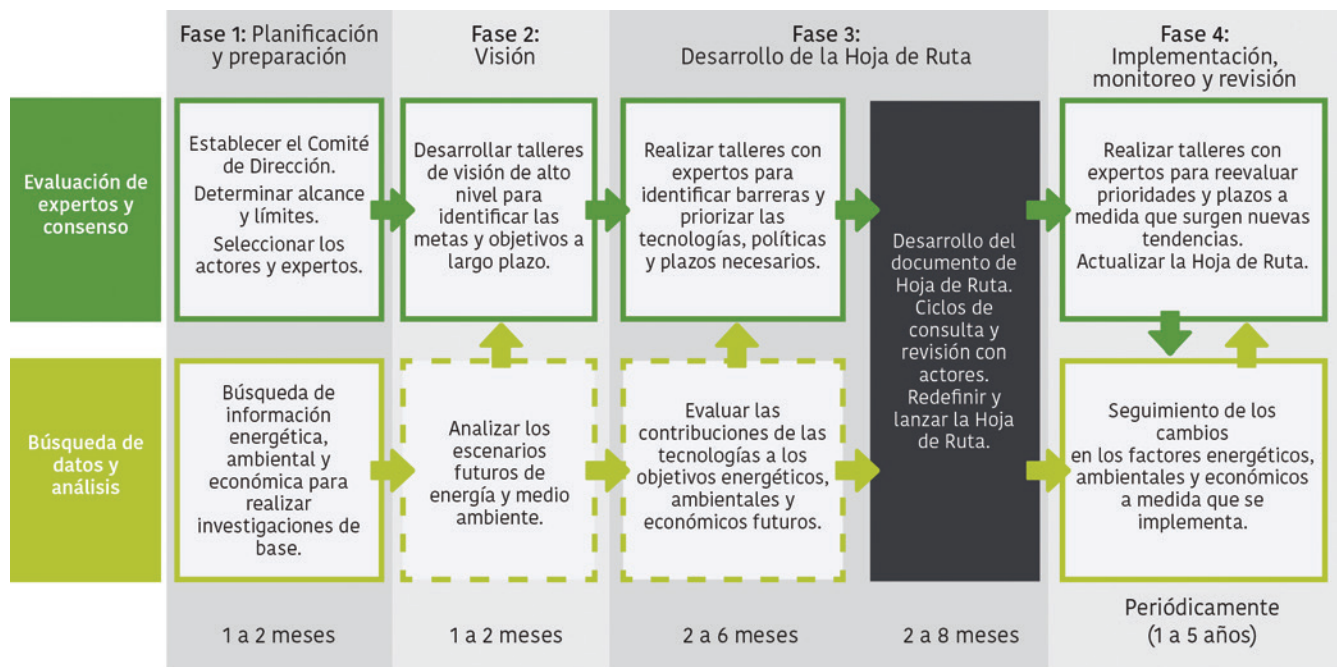 Fase 1: Planificación
y preparación
Fase 2:
Visión
Fase 3:
Desarrollo de la Hoja de Ruta
Fase 4:
Implementación,
monitoreo y revisión
Evaluación de
expertos y
consenso
Establecer el Comité
de Dirección.
Determinar alcance
y límites.
Seleccionar los
actores y expertos.
Desarrollar talleres
de visión de alto
nivel para
identificar las
metas y objetivos a
largo plazo.
Realizar talleres con
expertos para
identificar barreras y
priorizar las
tecnologías, políticas
y plazos necesarios.
Desarrollo del
documento de
Hoja de Ruta.
Ciclos de
consulta y
revisión con
actores.
Redefinir y
lanzar la Hoja
de Ruta.
Realizar talleres con
expertos para reevaluar
prioridades y plazos a
medida que surgen nuevas
tendencias.
Actualizar la Hoja de Ruta.
Búsqueda de
datos y
análisis
Búsqueda de
información
energética,
ambiental y
económica para
realizar
investigaciones de
base.
Analizar los
escenarios
futuros de
energía y medio
ambiente.
Evaluar las
contribuciones de las
tecnologías a los
objetivos energéticos,
ambientales y
económicos futuros.
Seguimiento de los
cambios
en los factores energéticos,
ambientales y económicos
a medida que se
implementa.
1 a 2 meses
1 a 2 meses
2 a 6 meses
2 a 8 meses
Periódicamente
(1 a 5 años)